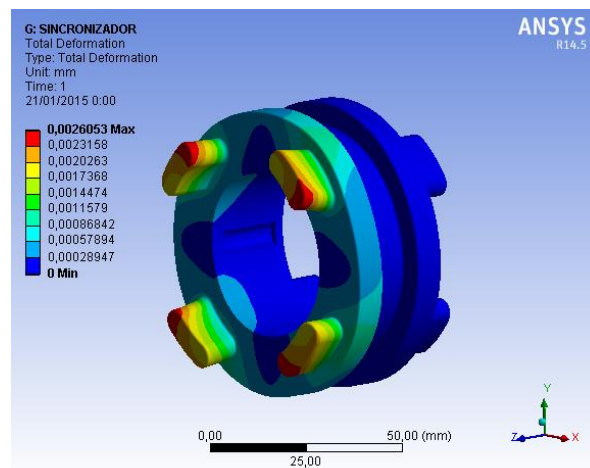 G: SINCRONIZADOR
Total Deformation
Type: Total Deformation
Unit: mm
Time: 1
21/01/2015 0:00
ANSYS
R14.5
0,0026053 Max
0,0023158
0,0020263
0,0017368
0,0014474
0,0011579
0,00086842
0,00057894
0,00028947
0 Min
Y
Z
X
0,00
50,00 (mm)
25,00